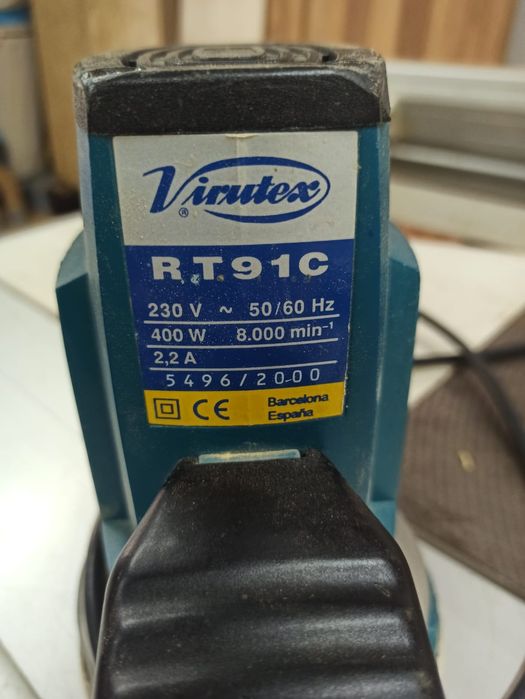 Virutex
®
R.T.91C
230 V ~ 50/60 Hz
400 W 8.000 min⁻¹
2,2 A
5496/2000
CE Barcelona
España